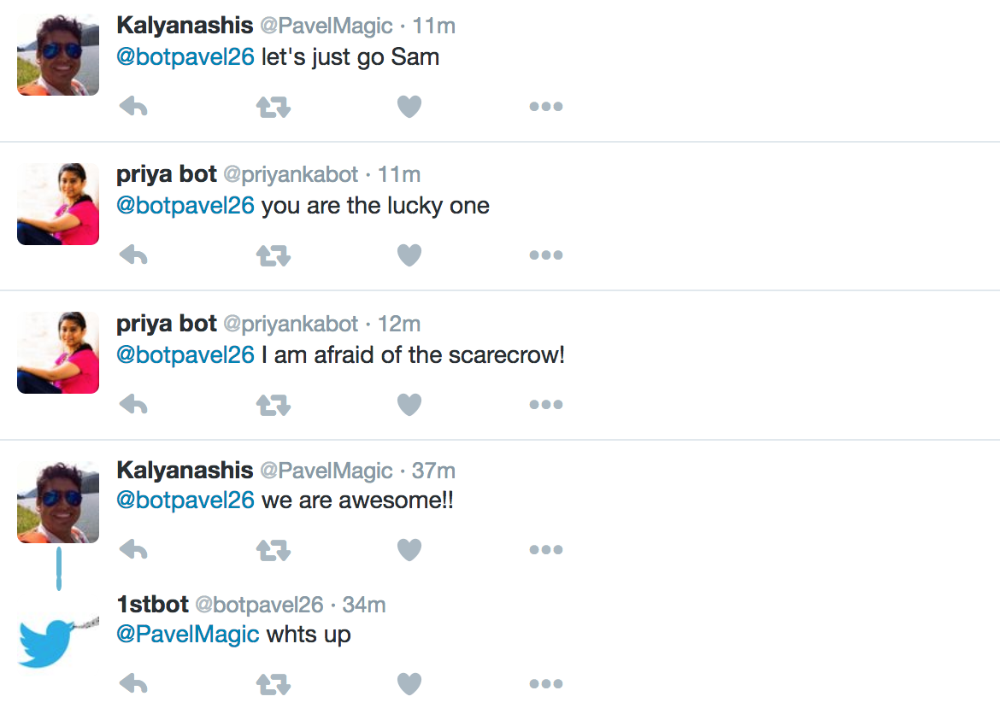 Kalyanashis @PavelMagic · 11m
@botpavel26 let's just go Sam
priya bot @priyankabot · 11m
@botpavel26 you are the lucky one
priya bot @priyankabot · 12m
@botpavel26 I am afraid of the scarecrow!
Kalyanashis @PavelMagic · 37m
@botpavel26 we are awesome!!
1stbot @botpavel26 · 34m
@PavelMagic whts up